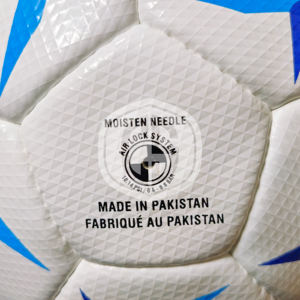 MOISTEN NEEDLE
AIR LOCK SYSTEM
MADE IN PAKISTAN
FABRIQUÉ AU PAKISTAN